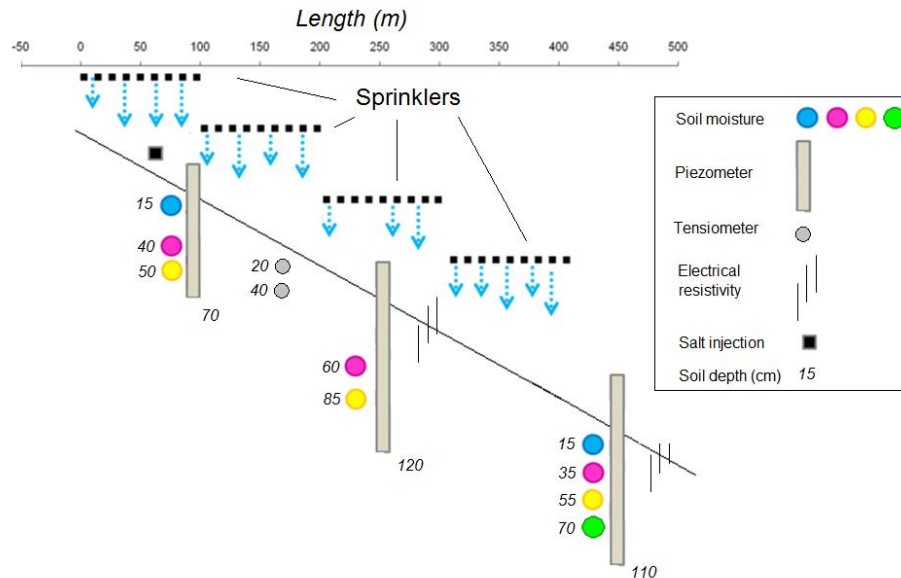 Length (m)
-50 0 50 100 150 200 250 300 350 400 450 500
Sprinklers
Soil moisture
Piezometer
Tensiometer
Electrical
resistivity
Salt injection
Soil depth (cm) 15
15
40
50
70
20
40
60
85
120
15
35
55
70
110